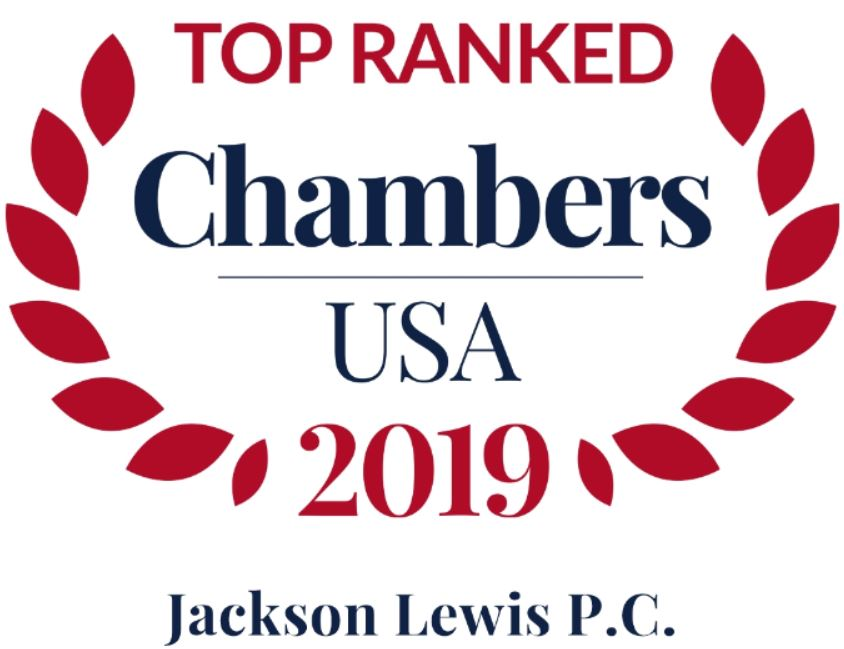 TOP RANKED
Chambers
USA
2019
Jackson Lewis P.C.